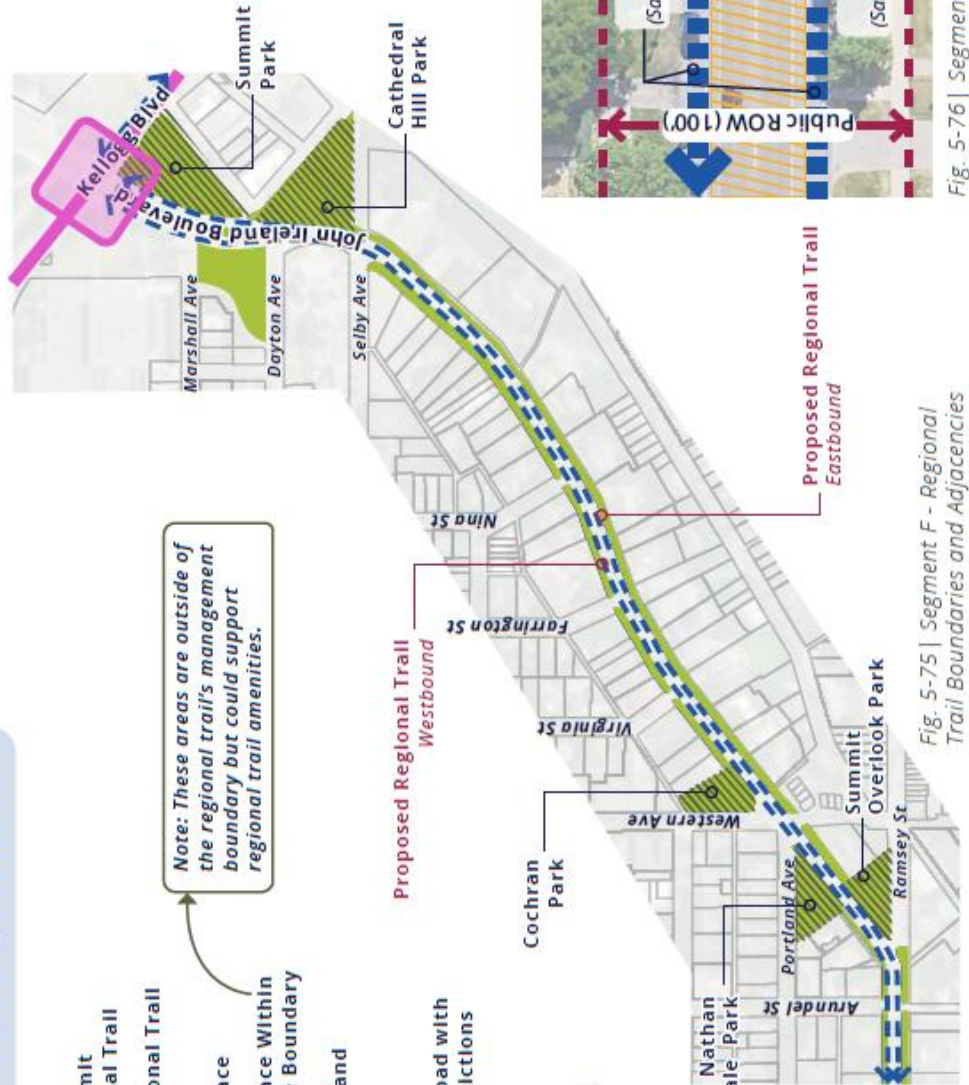 mit
al Trail
onal Trail
ace
ace Within
Boundary
and
oad with
ictions
Note: These areas are outside of
the regional trail's management
boundary but could support
regional trail amenities.
Kellogg Blvd
John Ireland Boulevard
Summit
Park
Cathedral
Hill Park
Marshall Ave
Dayton Ave
Selby Ave
Nina St
Farrington St
Virginia St
Western Ave
Proposed Regional Trail
Westbound
Proposed Regional Trail
Eastbound
Cochran
Park
Nathan
ale Park
Portland Ave
Arundel St
Summit
Overlook Park
Ramsey St
Fig. 5-75| Segment F - Regional
Trail Boundaries and Adjacencies
Public ROW (100')
(Sa
(Sa
Fig. 5-76| Segmen